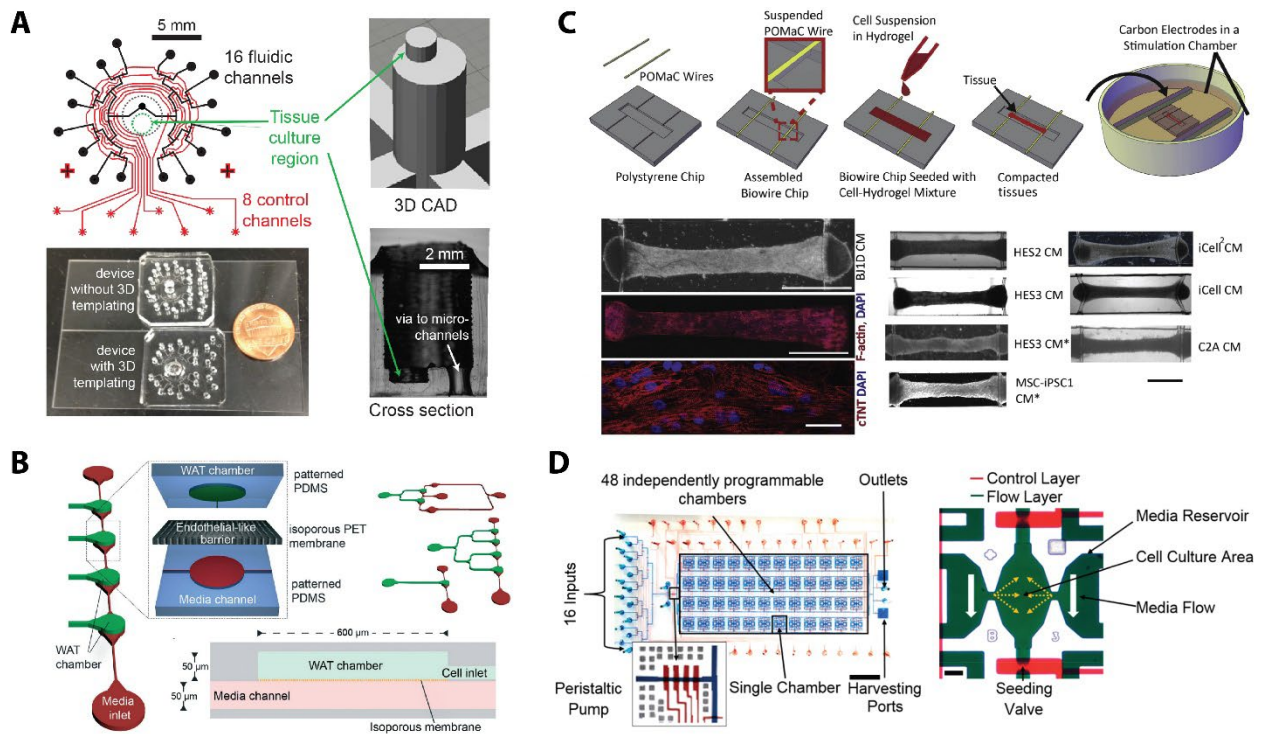 A
5 mm
16 fluidic
channels
Tissue
culture
region
8 control
channels
3D CAD
device
without 3D
templating
device
with 3D
templating
2 mm
via to micro-
channels
Cross section
B
WAT chamber
patterned
PDMS
Endothelial-like
barrier
isoporous PET
membrane
Media channel
patterned
PDMS
WAT
chamber
Media
inlet
600 µm
50 µm
WAT chamber
Cell inlet
50 µm
Media channel
Isoporous membrane
C
POMaC Wires
Suspended
POMaC Wire
Cell Suspension
in Hydrogel
Tissue
Carbon Electrodes in a
Stimulation Chamber
Polystyrene Chip
Assembled
Biowire Chip
Biowire Chip Seeded with
Cell-Hydrogel Mixture
Compacted
tissues
BJ1D CM
F-actin, DAPI
cTNT DAPI
HES2 CM
iCell² CM
HES3 CM
iCell CM
HES3 CM*
C2A CM
MSC-iPSC1
CM*
D
48 independently programmable
chambers
Outlets
16 Inputs
Peristaltic
Pump
Single Chamber
Harvesting
Ports
Control Layer
Flow Layer
Media Reservoir
Cell Culture Area
Media Flow
Seeding
Valve